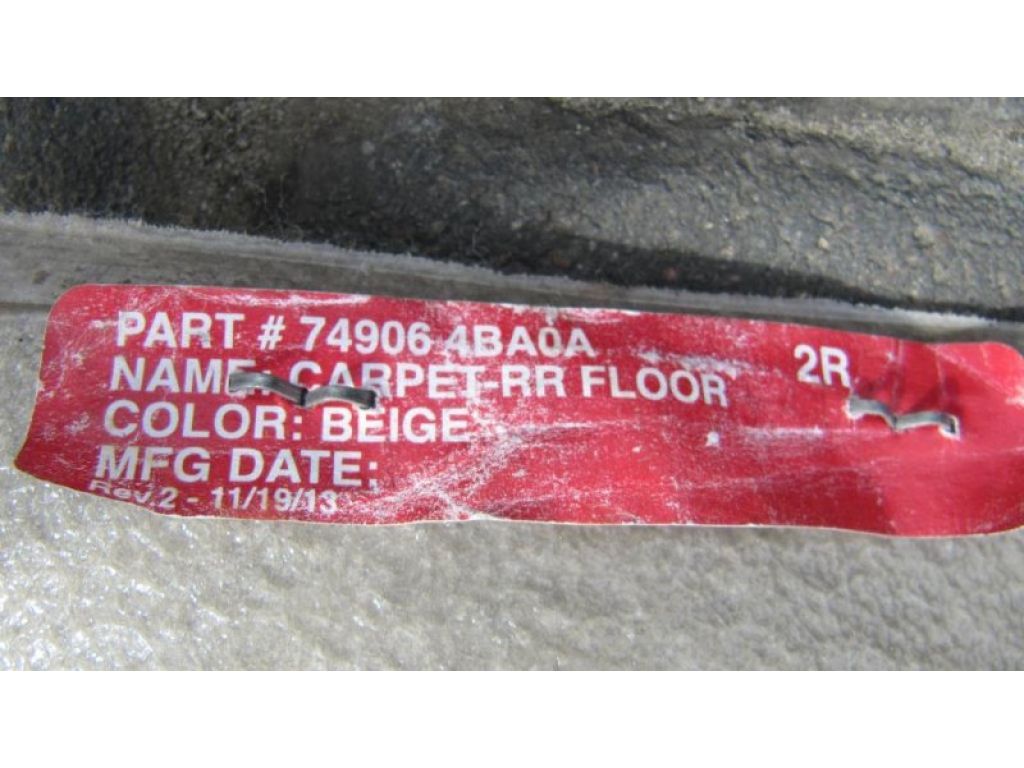 PART # 74906 4BA0A
NAME: CARPET-RR FLOOR 2R
COLOR: BEIGE
MFG DATE:
Rev.2 - 11/19/13